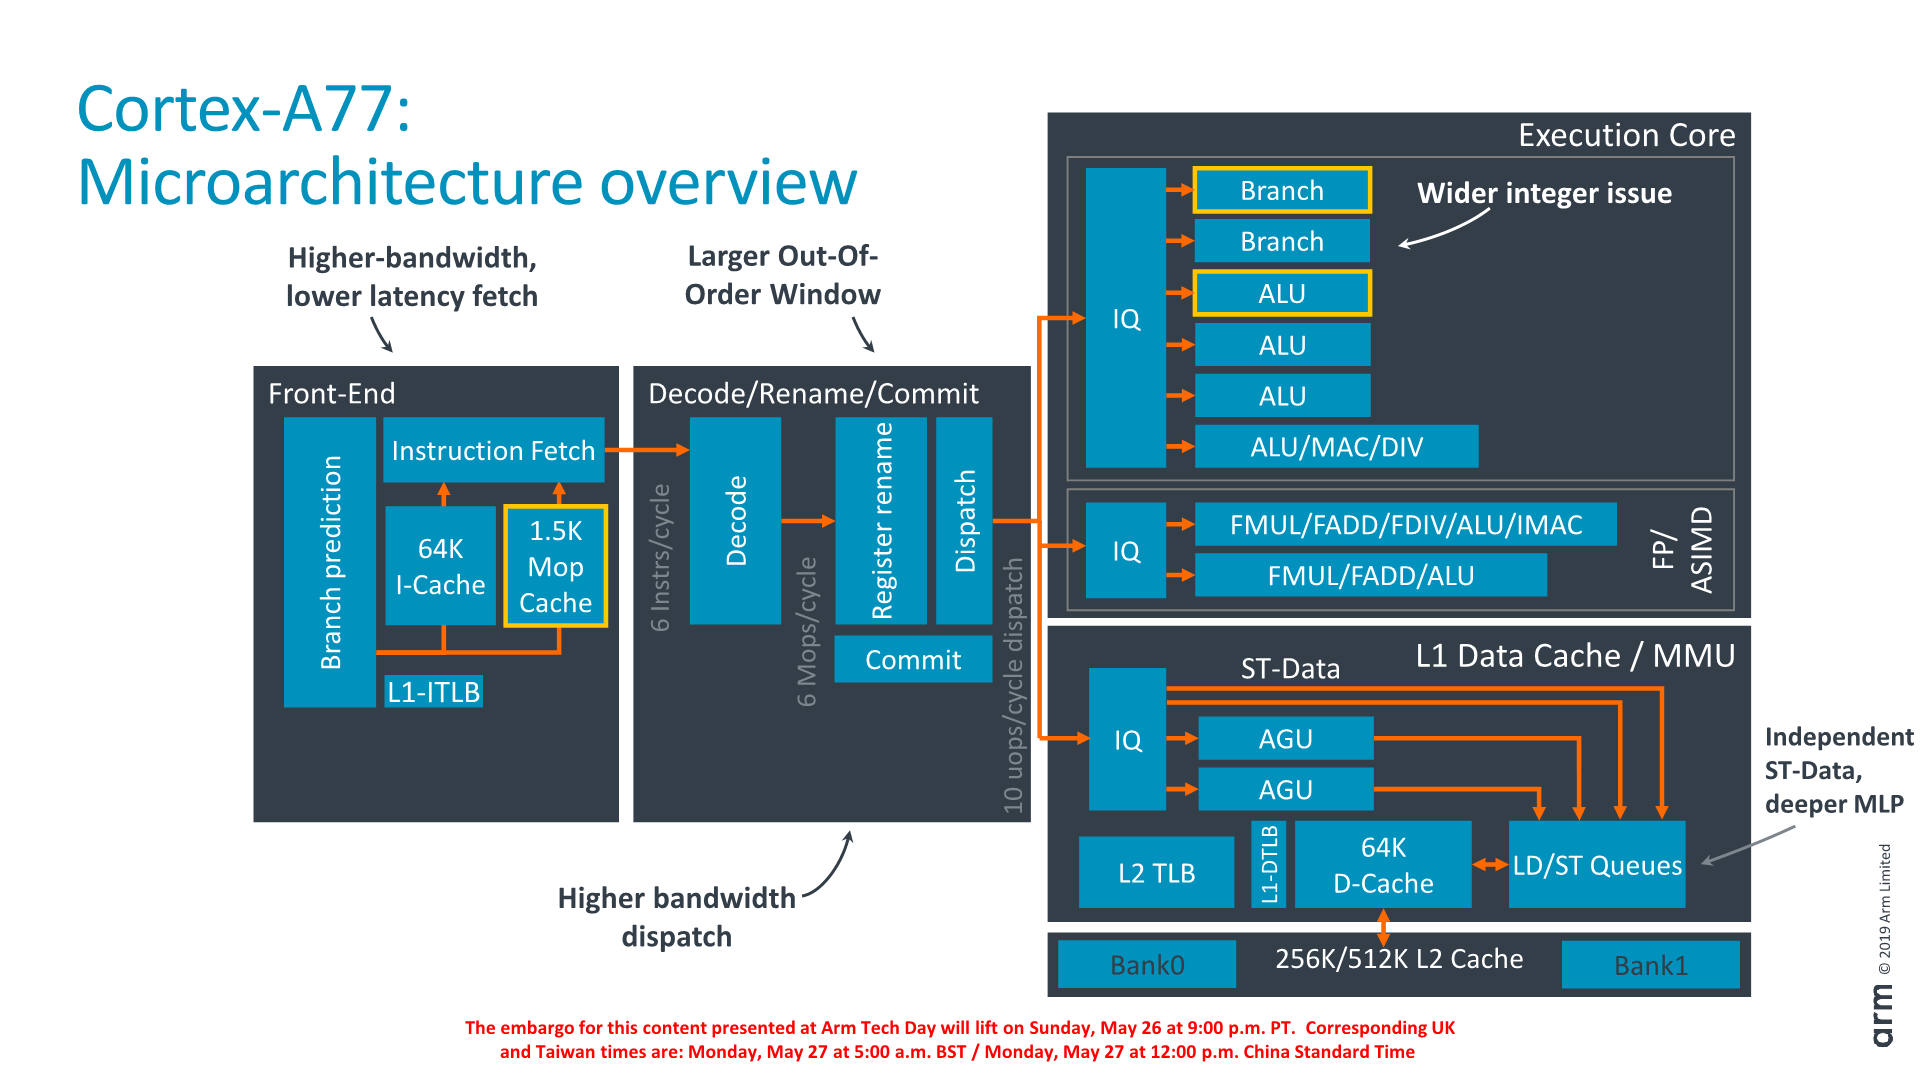 Cortex-A77:
Microarchitecture overview
Higher-bandwidth,
lower latency fetch
Larger Out-Of-
Order Window
Front-End
Branch prediction
Instruction Fetch
64K
I-Cache
1.5K
Mop
Cache
L1-ITLB
Decode/Rename/Commit
6 Instrs/cycle
Decode
6 Mops/cycle
Register rename
Dispatch
Commit
10 uops/cycle dispatch
Higher bandwidth
dispatch
Execution Core
IQ
Branch
Branch
ALU
ALU
ALU
ALU/MAC/DIV
Wider integer issue
IQ
FMUL/FADD/FDIV/ALU/IMAC
FMUL/FADD/ALU
FP/
ASIMD
L1 Data Cache / MMU
ST-Data
IQ
AGU
AGU
L2 TLB
L1-DTLB
64K
D-Cache
LD/ST Queues
Independent
ST-Data,
deeper MLP
Bank0
256K/512K L2 Cache
Bank1
arm © 2019 Arm Limited
The embargo for this content presented at Arm Tech Day will lift on Sunday, May 26 at 9:00 p.m. PT. Corresponding UK
and Taiwan times are: Monday, May 27 at 5:00 a.m. BST / Monday, May 27 at 12:00 p.m. China Standard Time